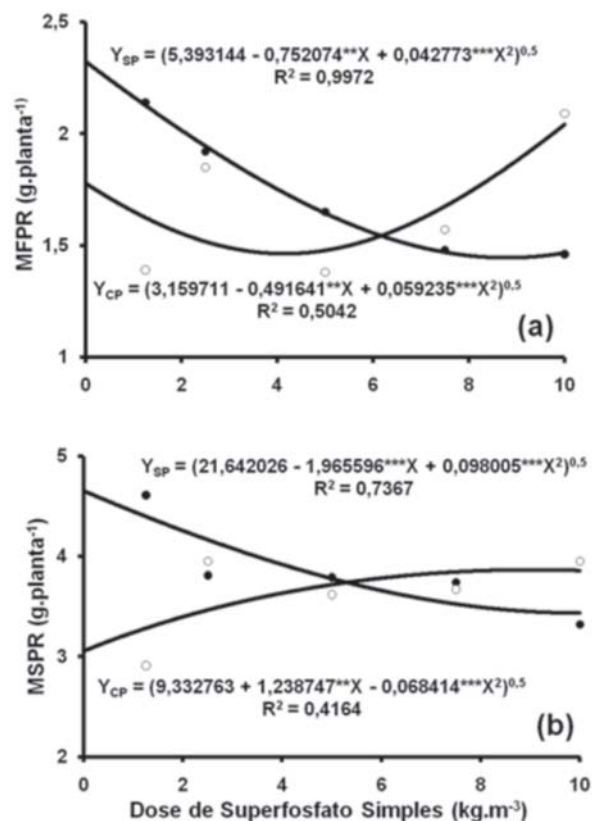 2,5
Y_SP = (5,393144 - 0,752074**X + 0,042773***X²)^0,5
R² = 0,9972
2
MFPR (g.planta⁻¹)
1,5
Y_CP = (3,159711 - 0,491641**X + 0,059235***X²)^0,5
R² = 0,5042
(a)
1
0 2 4 6 8 10
5
Y_SP = (21,642026 - 1,965596***X + 0,098005***X²)^0,5
R² = 0,7367
4
MSPR (g.planta⁻¹)
3
Y_CP = (9,332763 + 1,238747**X - 0,068414***X²)^0,5
R² = 0,4164
(b)
2
0 2 4 6 8 10
Dose de Superfosfato Simples (kg.m⁻³)